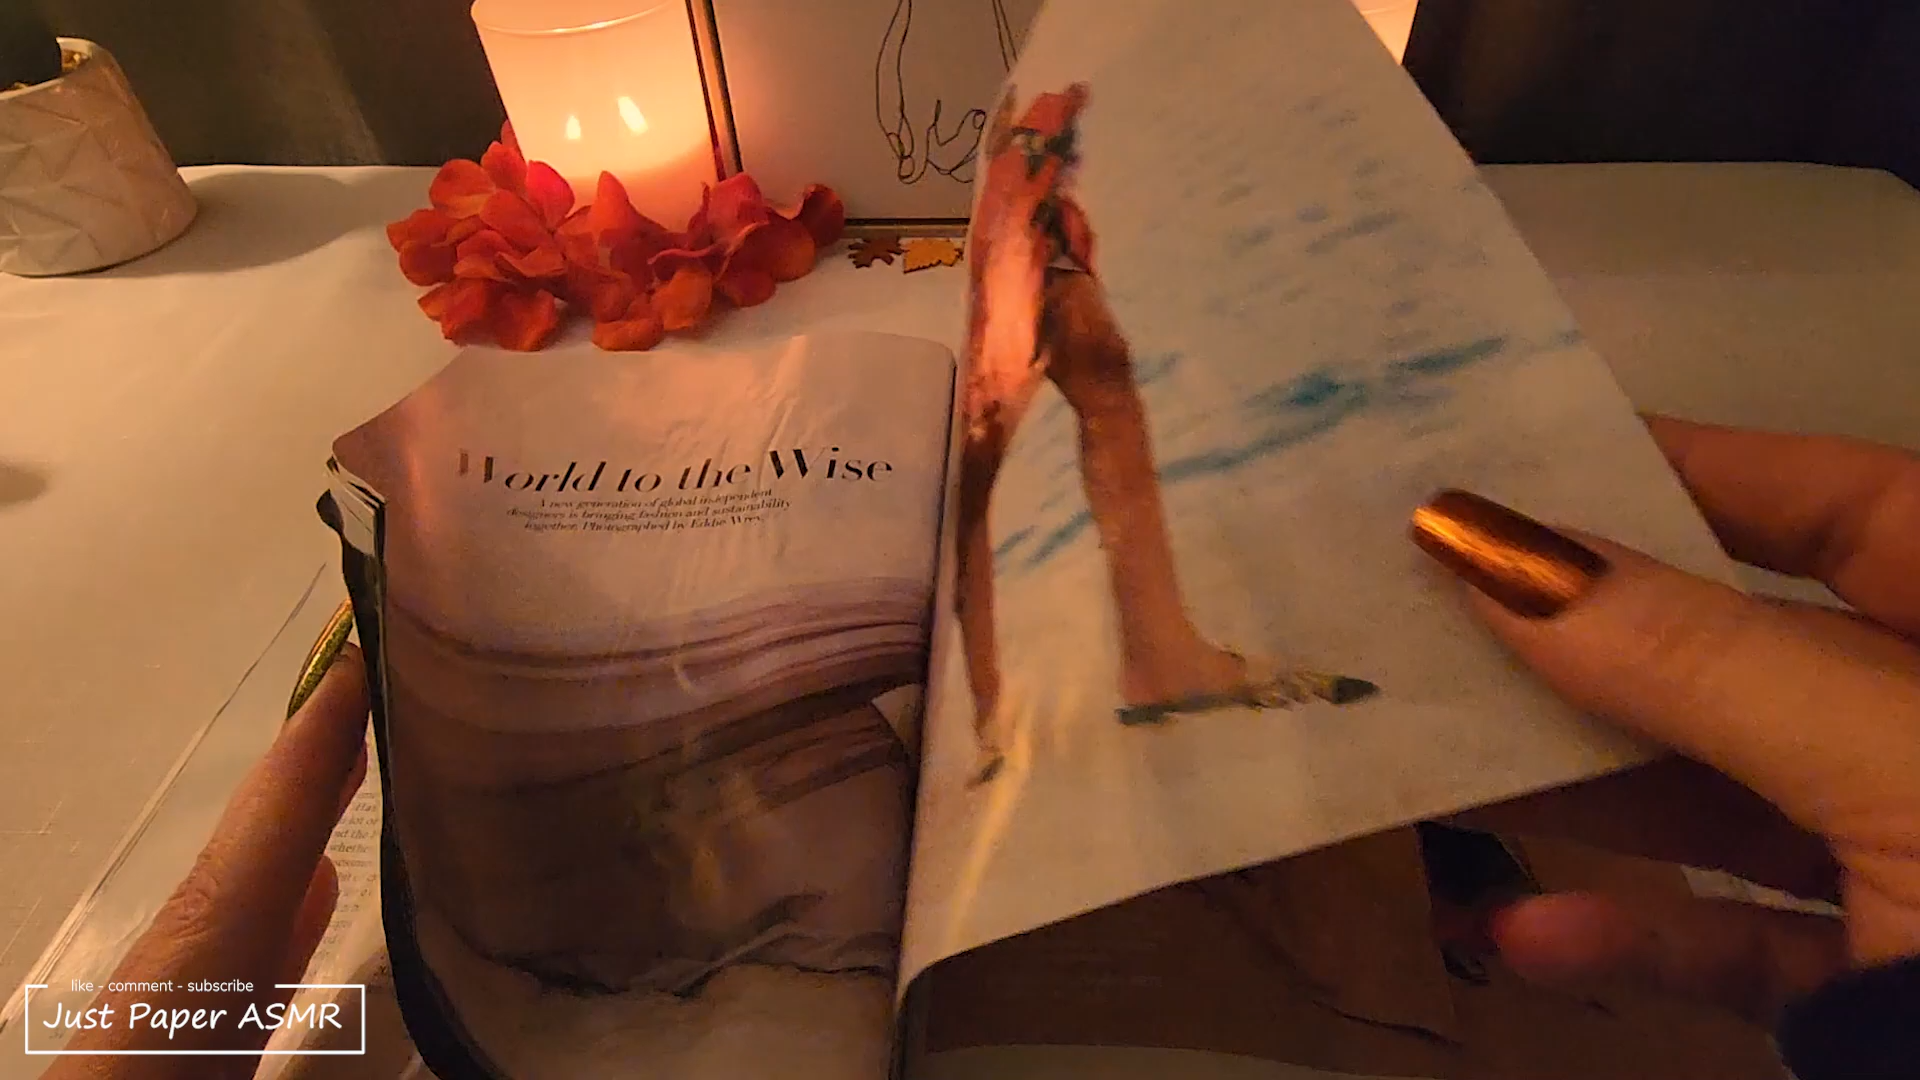 World to the Wise
A new generation of global independent
designers is bringing fashion and sustainability
together. Photographed by Eddie Wrey.
like - comment - subscribe
Just Paper ASMR